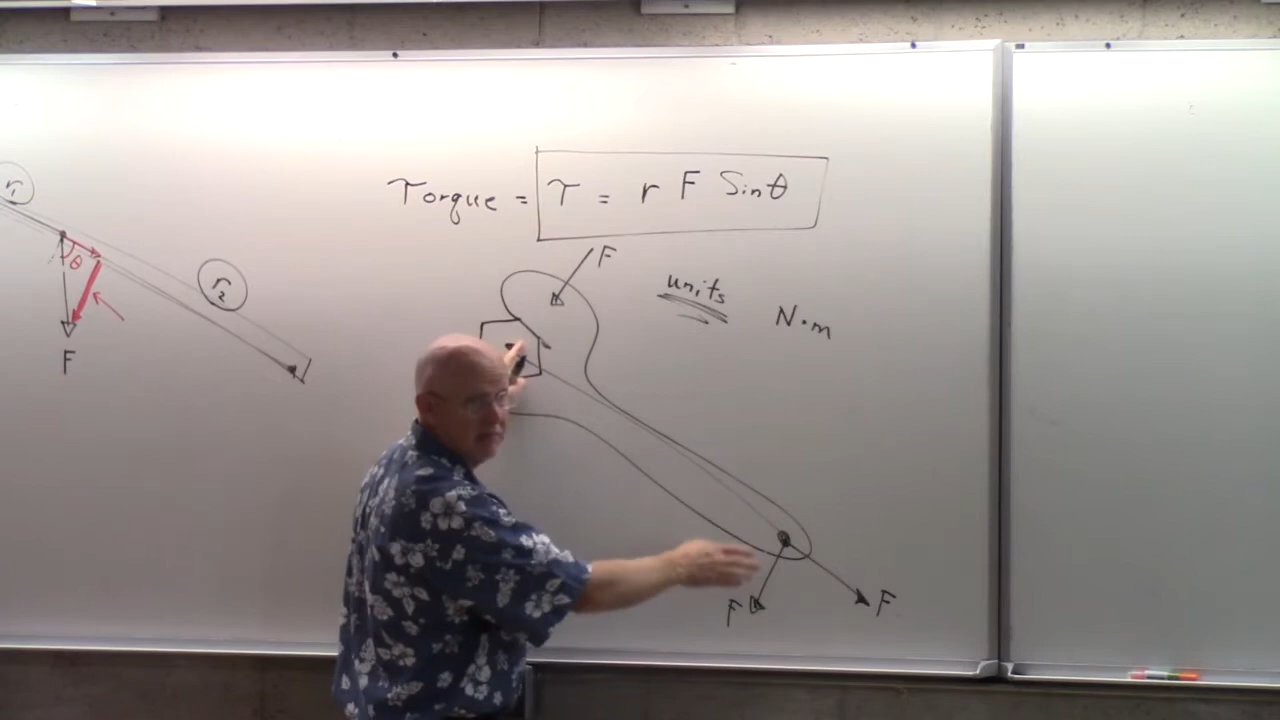 r₁
θ
F
r₂
Torque = τ = r F Sinθ
F
units
N·m
F
F